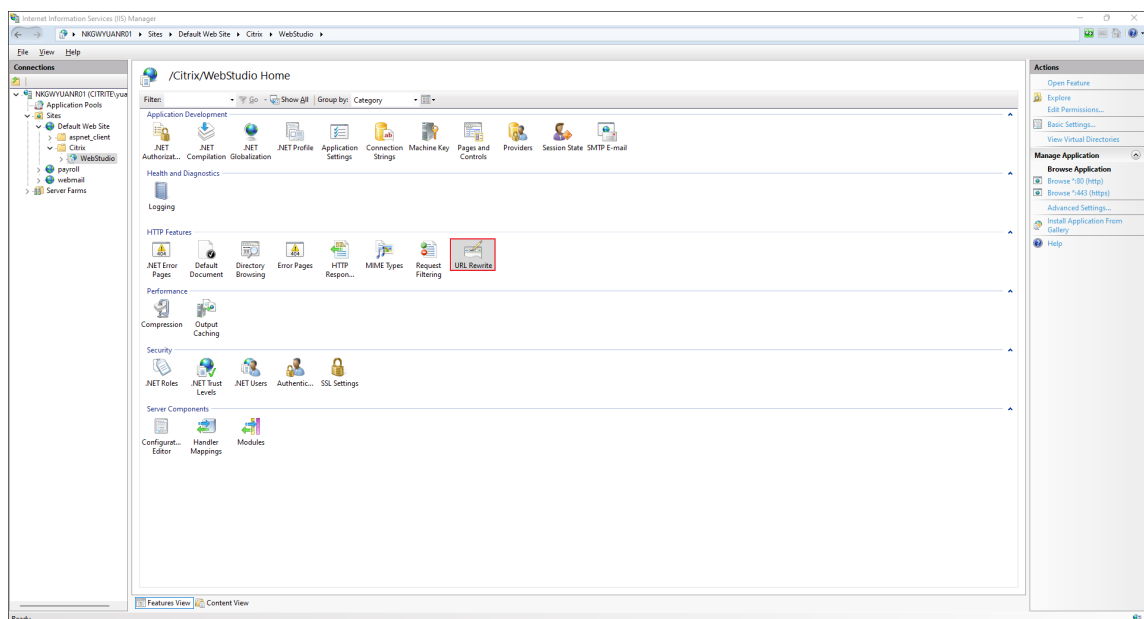 Internet Information Services (IIS) Manager
NKGWYUANR01 Sites Default Web Site Citrix WebStudio
File View Help
Connections
NKGWYUANR01 (CITRITE\yua
Application Pools
Sites
Default Web Site
aspnet_client
Citrix
WebStudio
payroll
webmail
Server Farms
/Citrix/WebStudio Home
Filter: Go Show All Group by: Category
Application Development
.NET Authorizat...
.NET Compilation
.NET Globalization
.NET Profile
Application Settings
Connection Strings
Machine Key
Pages and Controls
Providers
Session State
SMTP E-mail
Health and Diagnostics
Logging
HTTP Features
.NET Error Pages
Default Document
Directory Browsing
Error Pages
HTTP Respon...
MIME Types
Request Filtering
URL Rewrite
Performance
Compression
Output Caching
Security
.NET Roles
.NET Trust Levels
.NET Users
Authentic...
SSL Settings
Server Components
Configurat... Editor
Handler Mappings
Modules
Features View Content View
Ready
Actions
Open Feature
Explore
Edit Permissions...
Basic Settings...
View Virtual Directories
Manage Application
Browse Application
Browse *:80 (http)
Browse *:443 (https)
Advanced Settings...
Install Application From
Gallery
Help